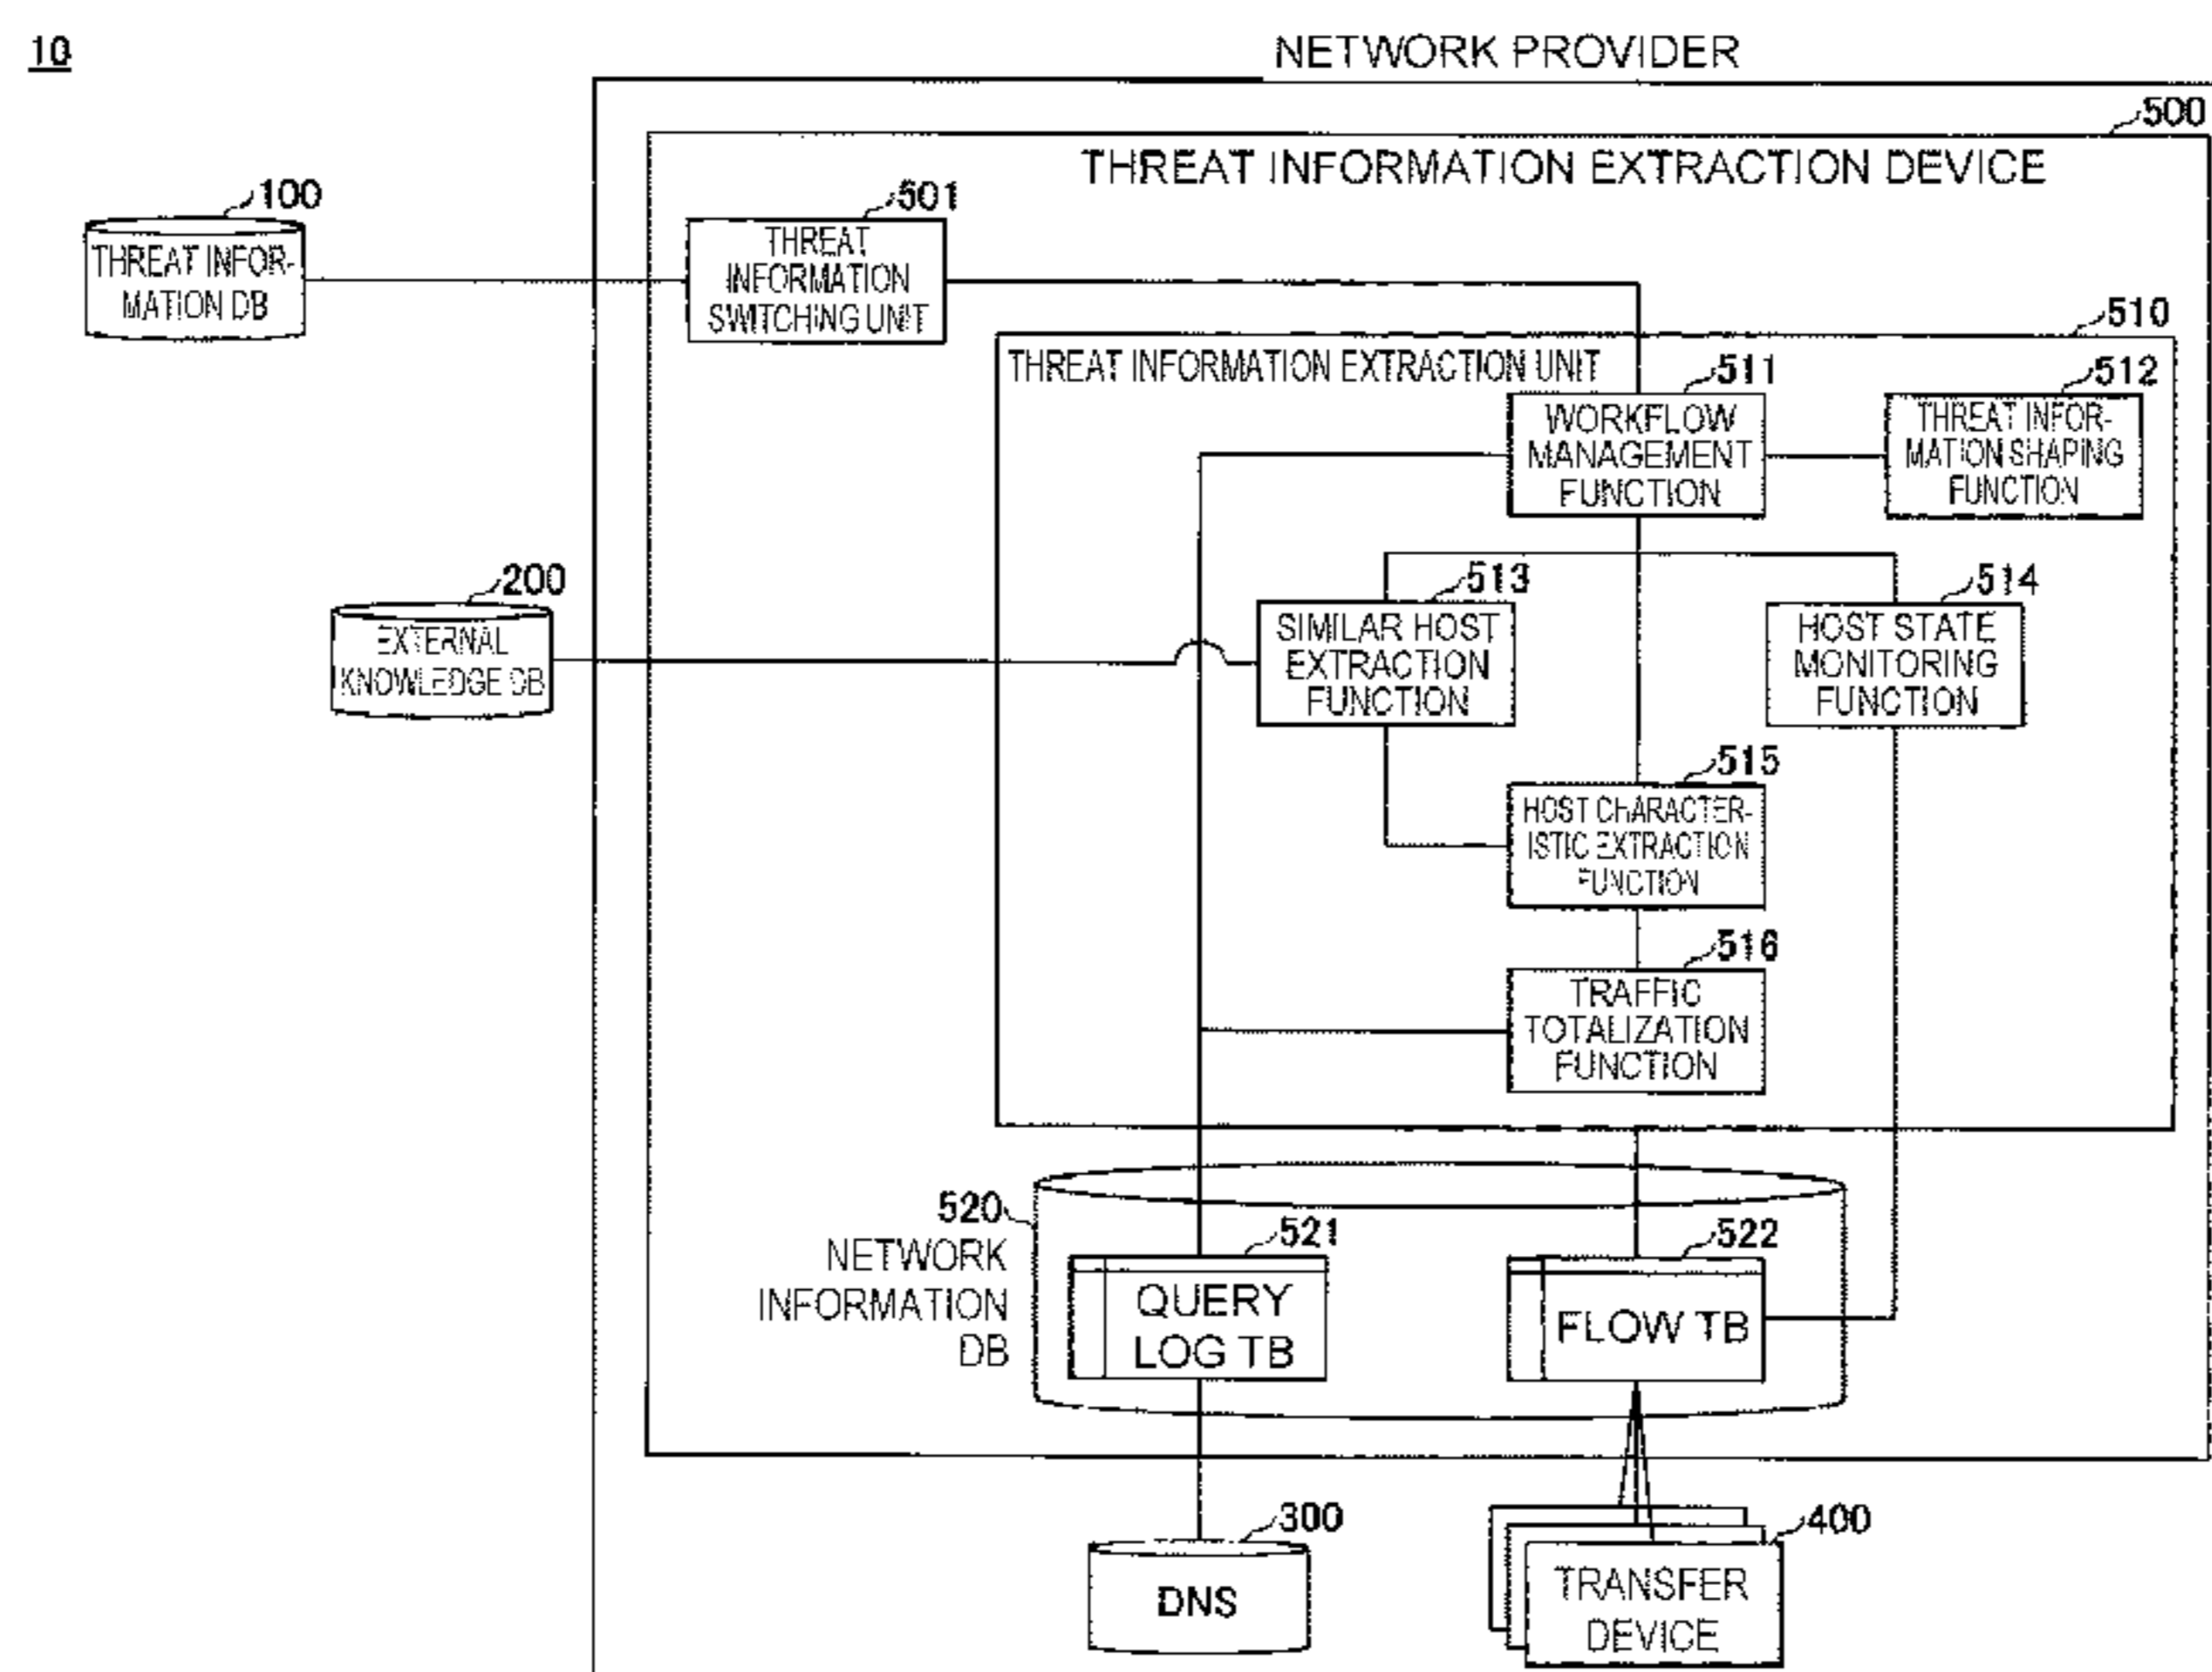 10
NETWORK PROVIDER
500
THREAT INFORMATION EXTRACTION DEVICE
100
THREAT INFOR-
MATION DB
501
THREAT
INFORMATION
SWITCHING UNIT
510
THREAT INFORMATION EXTRACTION UNIT
511
WORKFLOW
MANAGEMENT
FUNCTION
512
THREAT INFOR-
MATION SHAPING
FUNCTION
200
EXTERNAL
KNOWLEDGE DB
513
SIMILAR HOST
EXTRACTION
FUNCTION
514
HOST STATE
MONITORING
FUNCTION
515
HOST CHARACTER-
ISTIC EXTRACTION
FUNCTION
516
TRAFFIC
TOTALIZATION
FUNCTION
520
NETWORK
INFORMATION
DB
521
QUERY
LOG TB
522
FLOW TB
300
DNS
400
TRANSFER
DEVICE